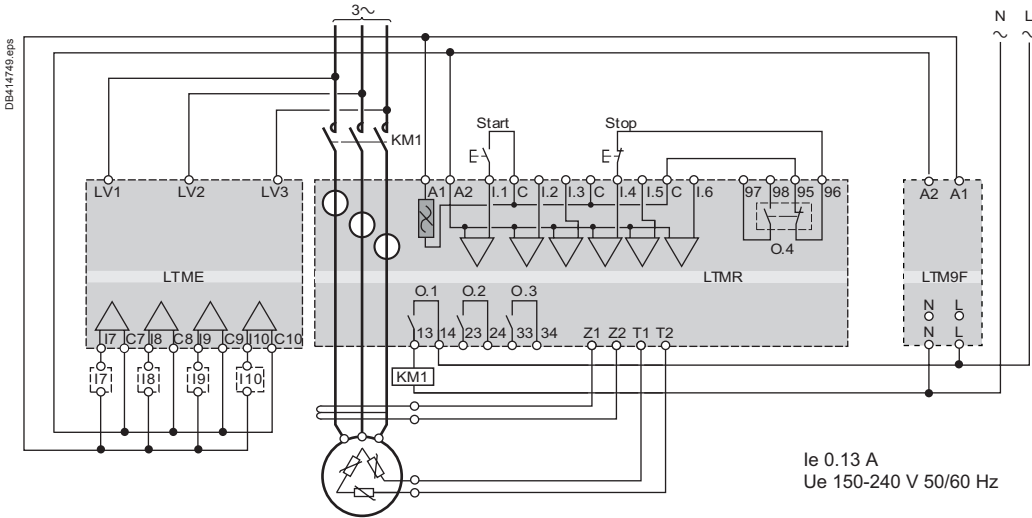 3~
N L
DB414749.eps
Start Stop
KM1
LV1 LV2 LV3
A1 A2 I.1 C I.2 I.3 C I.4 I.5 C I.6 97 98 95 96
A2 A1
O.4
LTME LTMR LTM9F
O.1 O.2 O.3
N L
N L
I7 C7 I8 C8 I9 C9 I10 C10
13 14 23 24 33 34 Z1 Z2 T1 T2
I7 I8 I9 I10
KM1
Ie 0.13 A
Ue 150-240 V 50/60 Hz